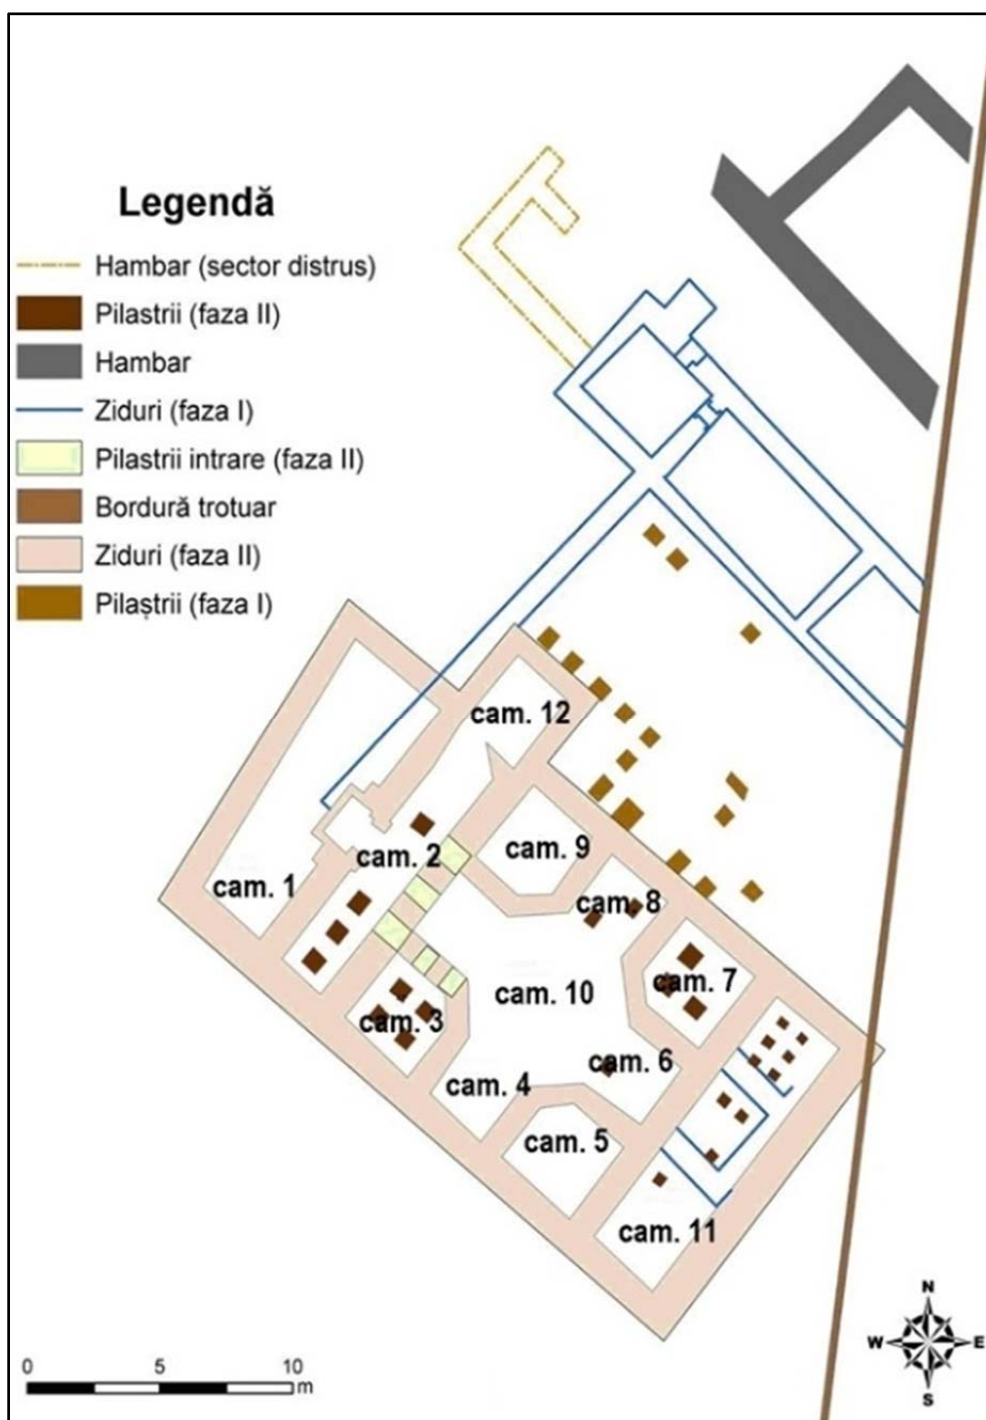 Legendă
Hambar (sector distrus)
Pilastrii (faza II)
Hambar
Ziduri (faza I)
Pilastrii intrare (faza II)
Bordură trotuar
Ziduri (faza II)
Pilaștrii (faza I)
cam. 12
cam. 9
cam. 2
cam. 1
cam. 8
cam. 7
cam. 10
cam. 3
cam. 6
cam. 4
cam. 5
cam. 11
N
W E
S
0 5 10
m